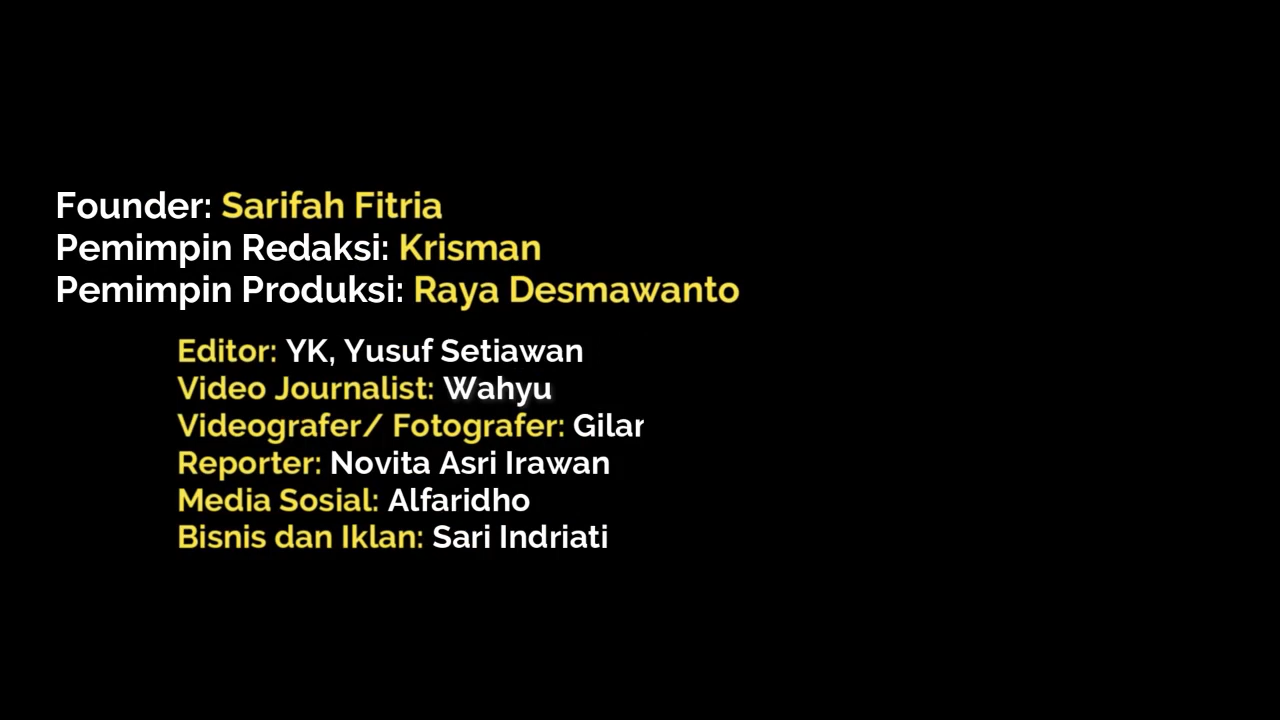 Founder: Sarifah Fitria
Pemimpin Redaksi: Krisman
Pemimpin Produksi: Raya Desmawanto
Editor: YK, Yusuf Setiawan
Video Journalist: Wahyu
Videografer/ Fotografer:
Reporter: Novita Asri Irawan
Media Sosial: Alfaridho
Bisnis dan Iklan: Sari Indriati